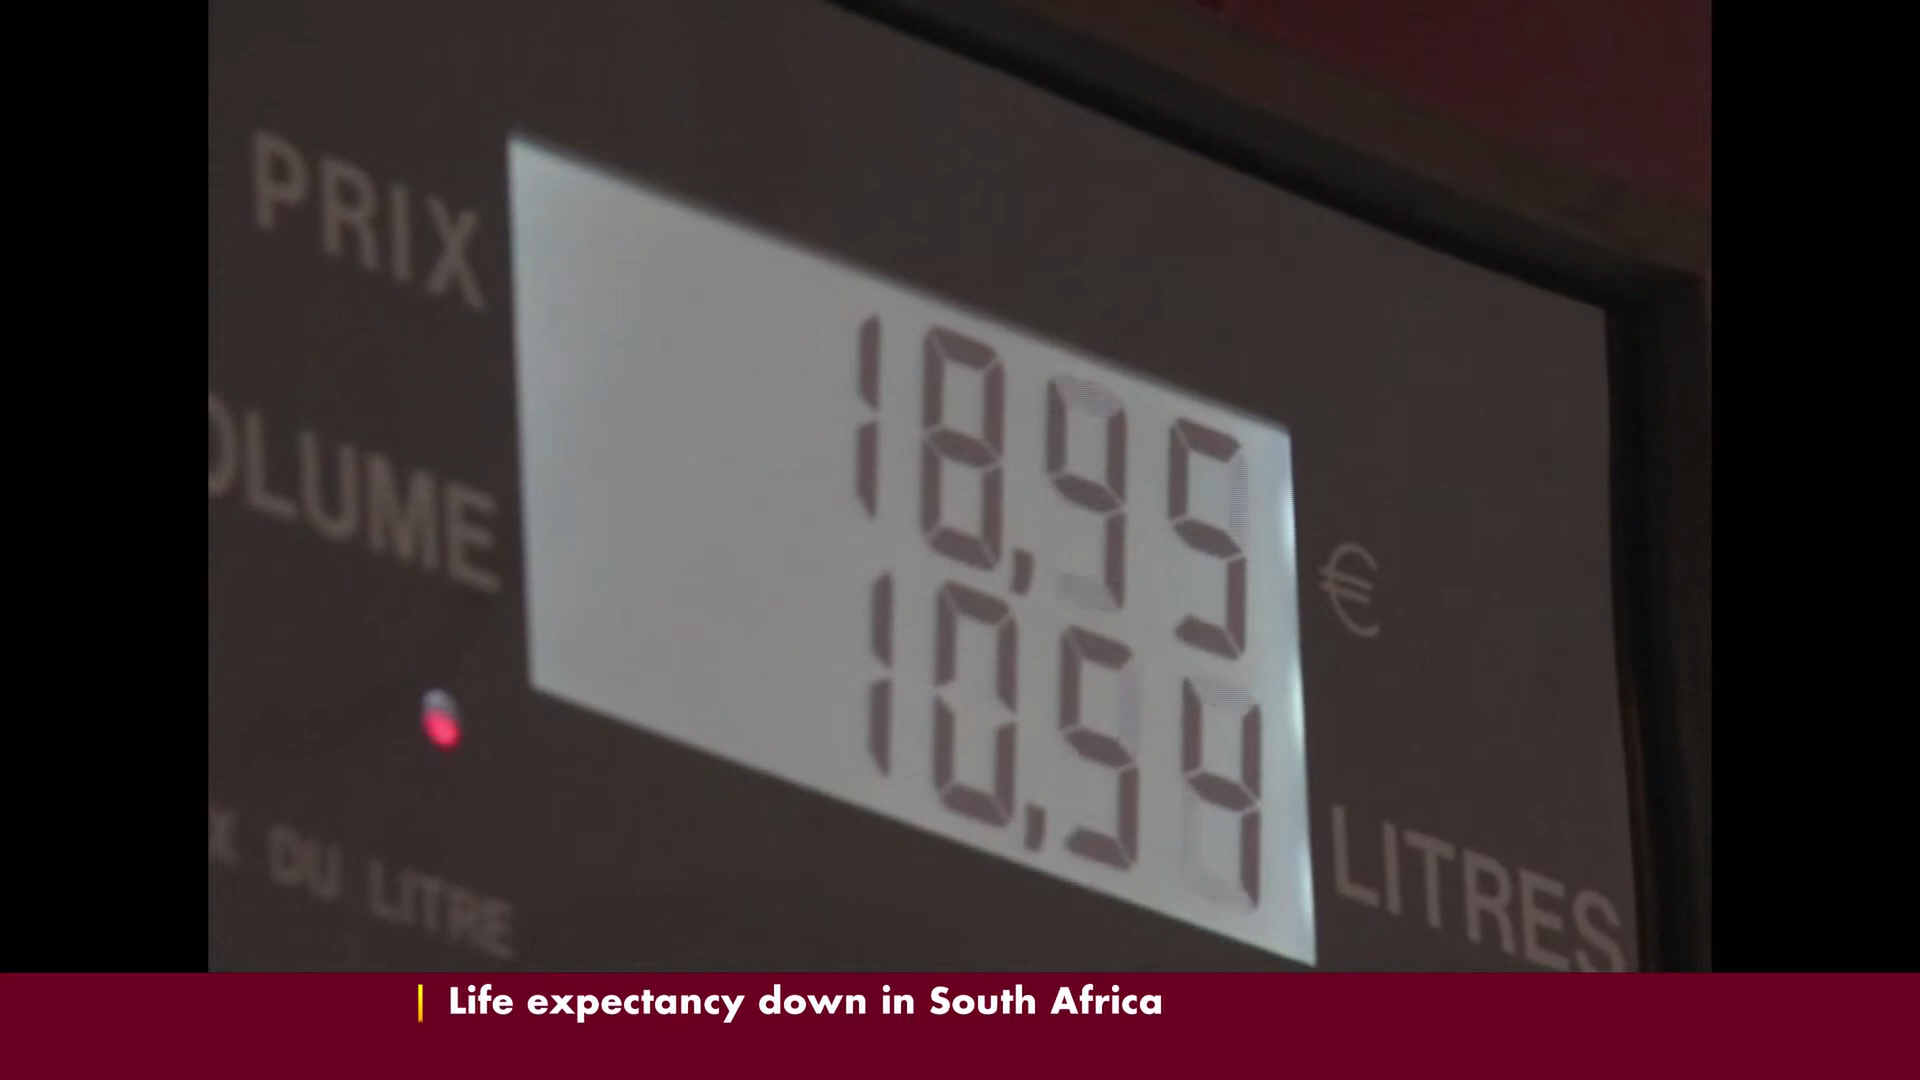 PRIX 18,95 €
OLUME 10,54 LITRES
X DU LITRE
| Life expectancy down in South Africa